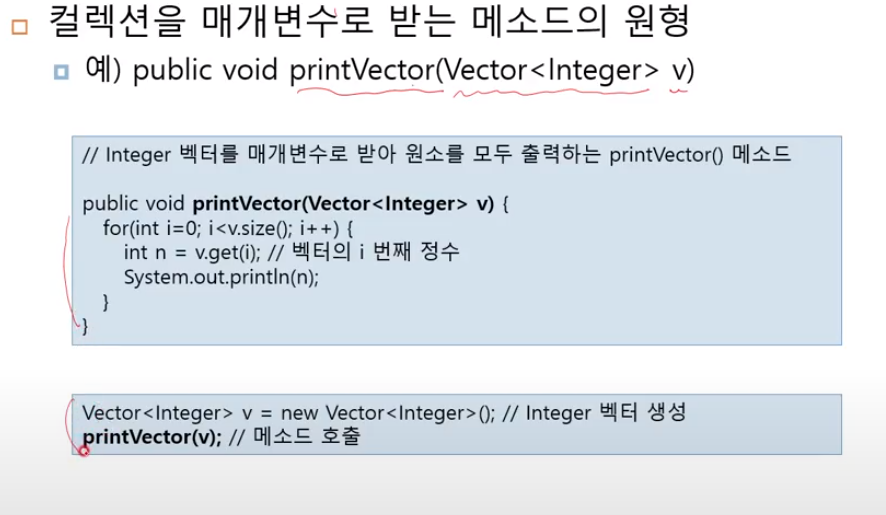 컬렉션을 매개변수로 받는 메소드의 원형
예) public void printVector(Vector<Integer> v)
// Integer 벡터를 매개변수로 받아 원소를 모두 출력하는 printVector() 메소드
public void printVector(Vector<Integer> v) {
for(int i=0; i<v.size(); i++) {
int n = v.get(i); // 벡터의 i 번째 정수
System.out.println(n);
}
}
Vector<Integer> v = new Vector<Integer>(); // Integer 벡터 생성
printVector(v); // 메소드 호출